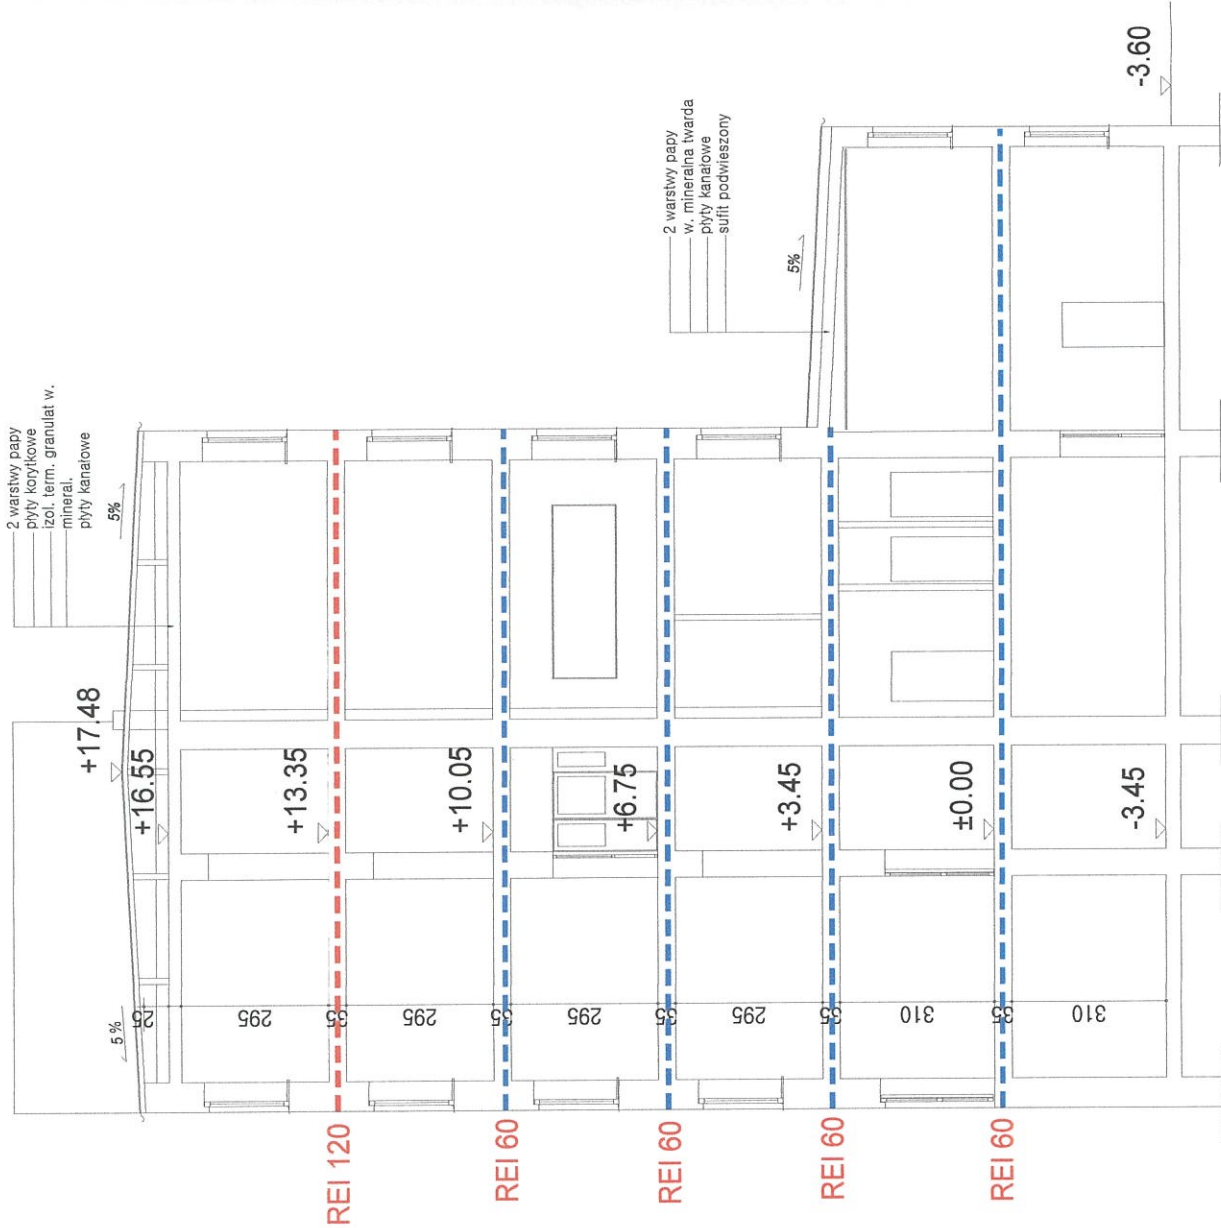 2 warstwy papy
płyty korytkowe
izol. term. granulat w.
mineral.
płyty kanałowe
5%
5 %
+17.48
+16.55
25
295
+13.35
35
REI 120
295
+10.05
35
REI 60
295
+6.75
35
REI 60
295
+3.45
35
REI 60
310
±0.00
35
REI 60
310
-3.45
2 warstwy papy
w. mineralna twarda
płyty kanałowe
sufit podwieszony
5%
-3.60